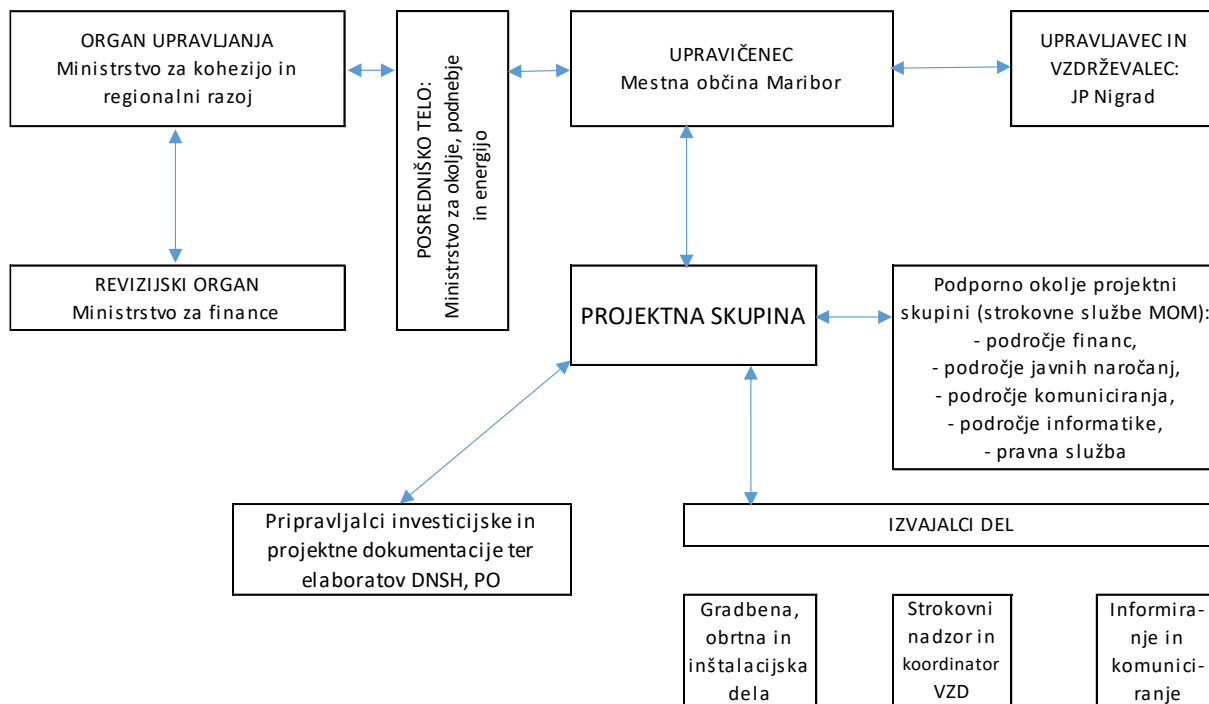 ORGAN UPRAVLJANJA
Ministrstvo za kohezijo in
regionalni razoj
POSREDNIŠKO TELO:
Ministrstvo za okolje, podnebje
in energijo
UPRAVIČENEC
Mestna občina Maribor
UPRAVLJAVEC IN
VZDRŽEVALEC:
JP Nigrad
REVIZIJSKI ORGAN
Ministrstvo za finance
PROJEKTNA SKUPINA
Podporno okolje projektni
skupini (strokovne službe MOM):
- področje financ,
- področje javnih naročanj,
- področje komuniciranja,
- področje informatike,
- pravna služba
Pripravljalci investicijske in
projektne dokumentacije ter
elaboratov DNSH, PO
IZVAJALCI DEL
Gradbena,
obrtna in
inštalacijska
dela
Strokovni
nadzor in
koordinator
VZD
Informira-
nje in
komunici-
ranje